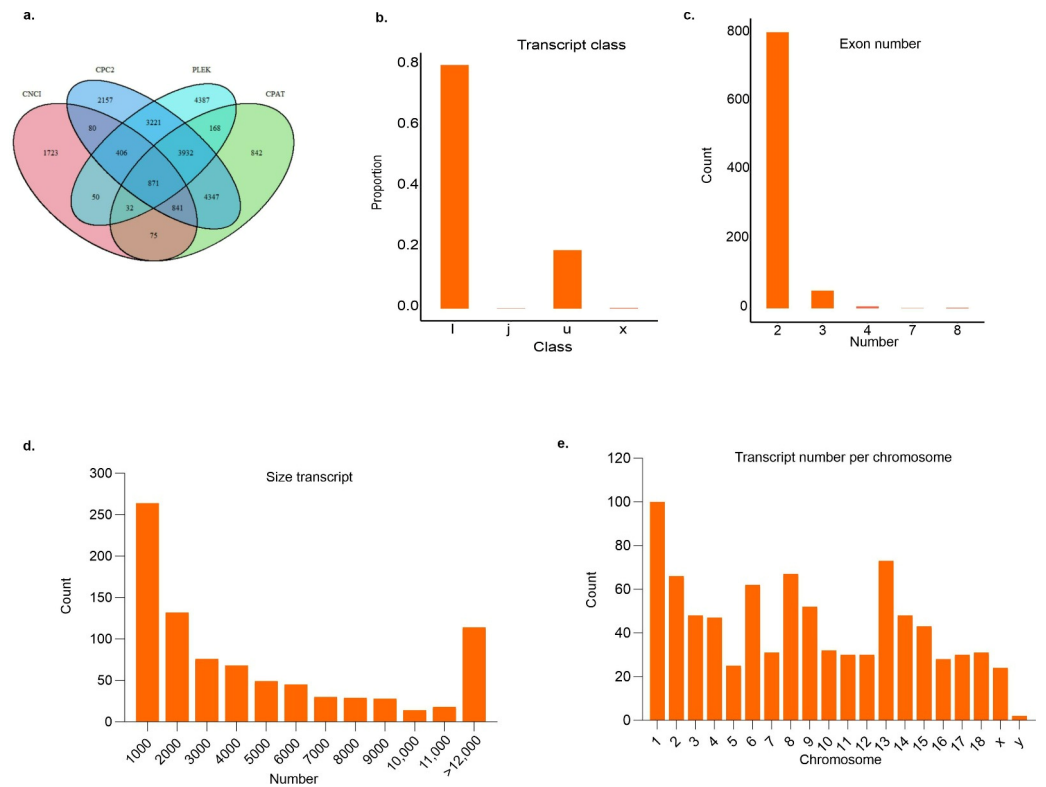 a.
CNCI
CPC2
PLEK
CPAT
2157
4387
80
3221
168
1723
406
3932
842
871
50
4347
32
841
75
b.
Transcript class
Proportion
0.8
0.6
0.4
0.2
0.0
I j u x
Class
c.
Exon number
Count
800
600
400
200
0
2 3 4 7 8
Number
d.
Size transcript
Count
300
250
200
150
100
50
0
1000 2000 3000 4000 5000 6000 7000 8000 9000 10,000 11,000 >12,000
Number
e.
Transcript number per chromosome
Count
120
100
80
60
40
20
0
1 2 3 4 5 6 7 8 9 10 11 12 13 14 15 16 17 18 x y
Chromosome